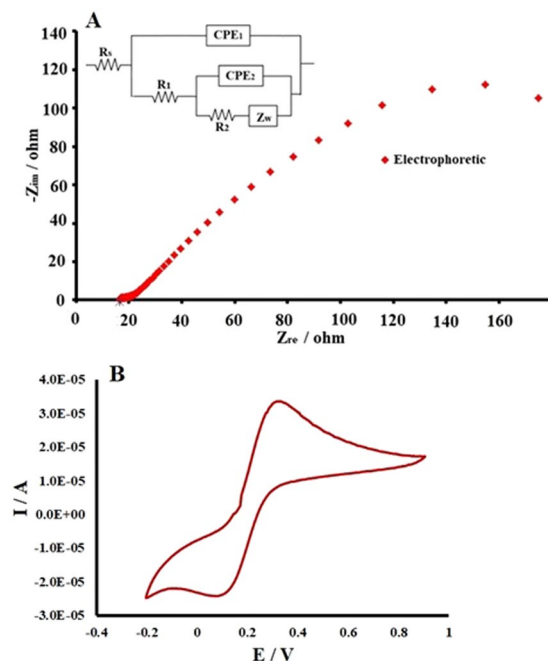 A
CPE1
Rs
R1
CPE2
R2
Zw
140
120
100
80
60
40
20
0
-Zim / ohm
Electrophoretic
0 20 40 60 80 100 120 140 160
Zre / ohm
B
4.0E-05
3.0E-05
2.0E-05
1.0E-05
0.0E+00
-1.0E-05
-2.0E-05
-3.0E-05
I / A
-0.4 -0.2 0 0.2 0.4 0.6 0.8 1
E / V